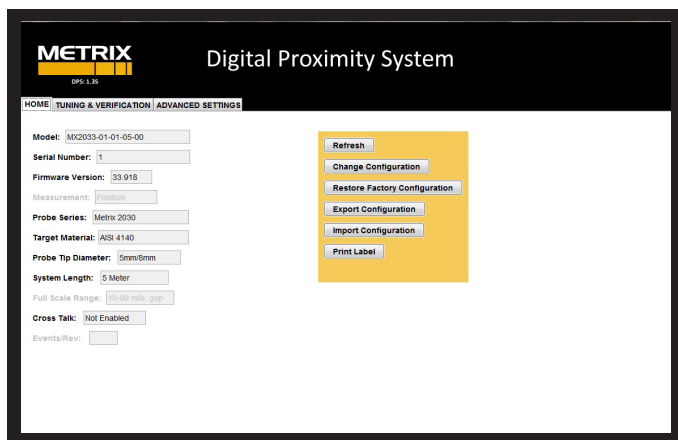 METRIX
DPS: 1.35
Digital Proximity System
HOME TUNING & VERIFICATION ADVANCED SETTINGS
Model: MX2033-01-01-05-00
Serial Number: 1
Firmware Version: 33.918
Measurement: Position
Probe Series: Metrix 2030
Target Material: AISI 4140
Probe Tip Diameter: 5mm/8mm
System Length: 5 Meter
Full Scale Range: 10-90 mils, gap
Cross Talk: Not Enabled
Events/Rev:
Refresh
Change Configuration
Restore Factory Configuration
Export Configuration
Import Configuration
Print Label